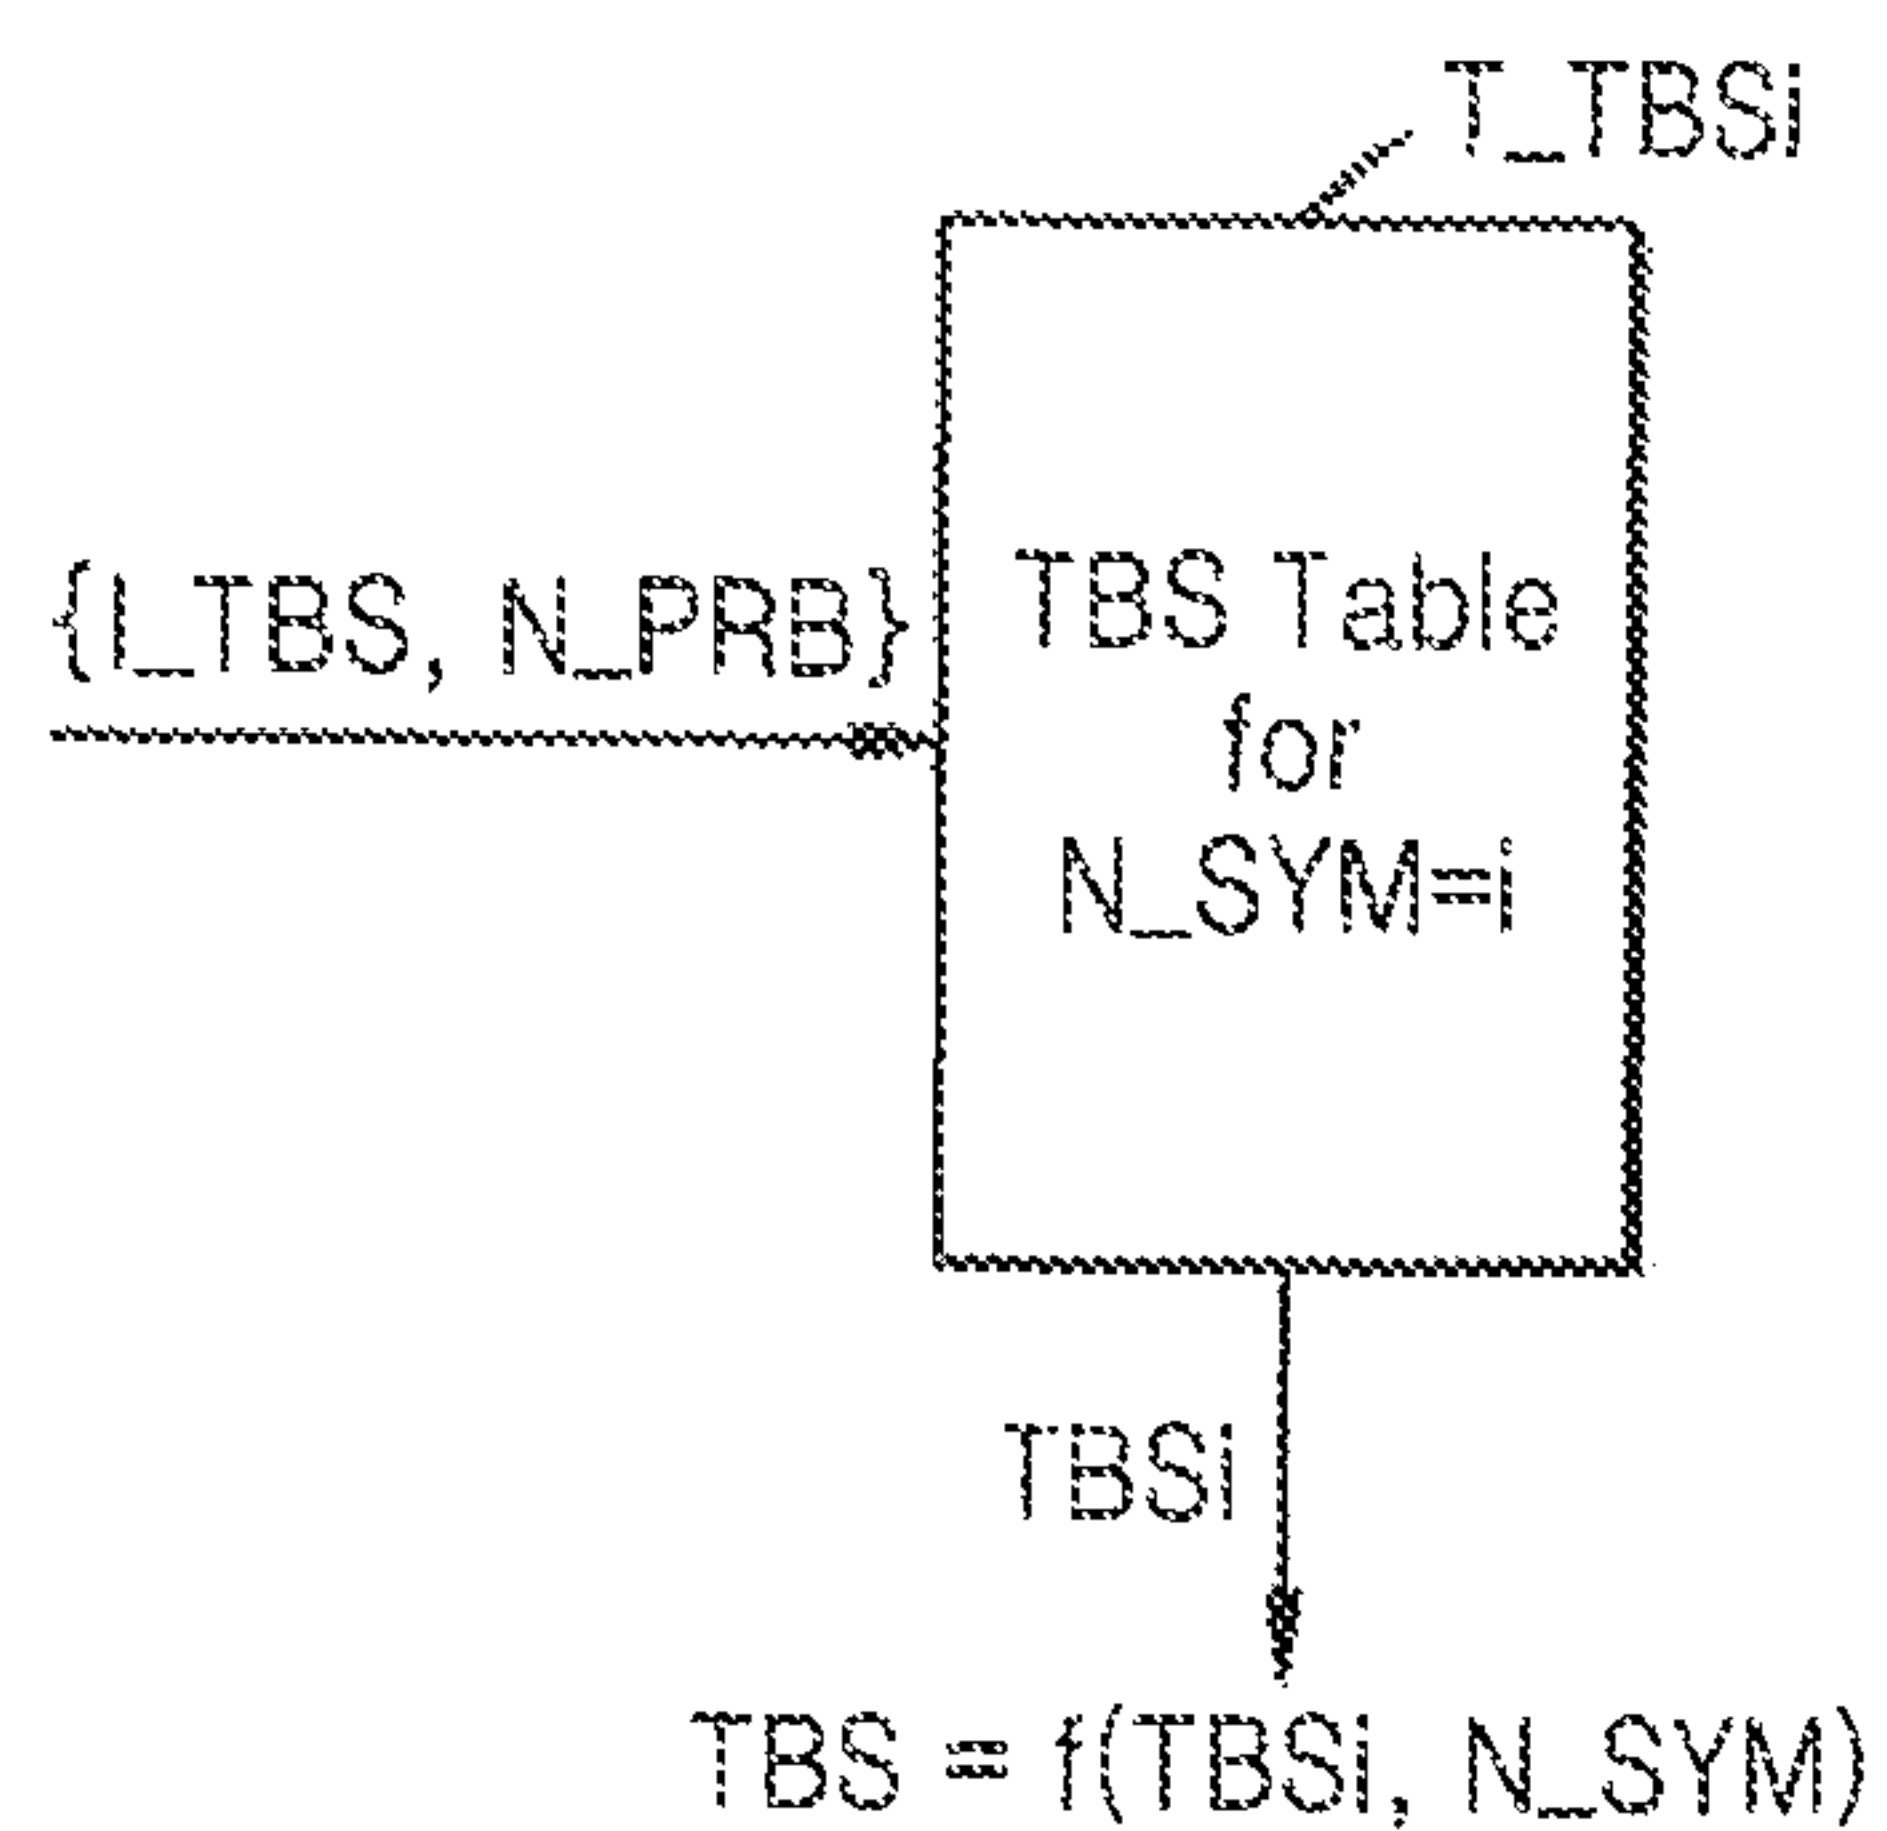 T_TBSi
{I_TBS, N_PRB}
TBS Table
for
N_SYM=i
TBSi
TBS = f(TBSi, N_SYM)